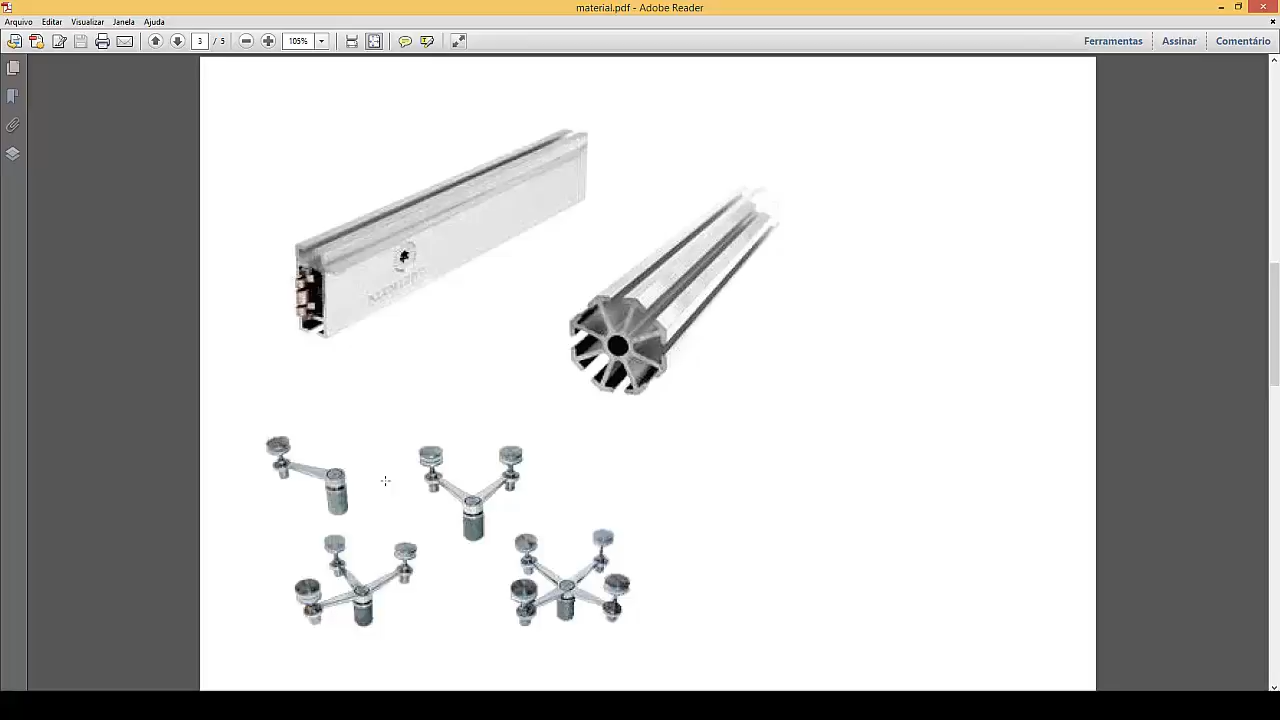 material.pdf - Adobe Reader
Arquivo Editar Visualizar Janela Ajuda
3 / 5 105% Ferramentas Assinar Comentário